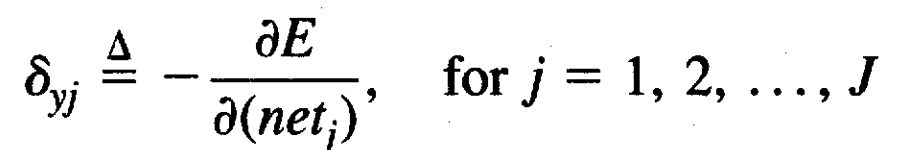 δ_yj ≜ − ∂E / ∂(net_j), for j = 1, 2, ..., J